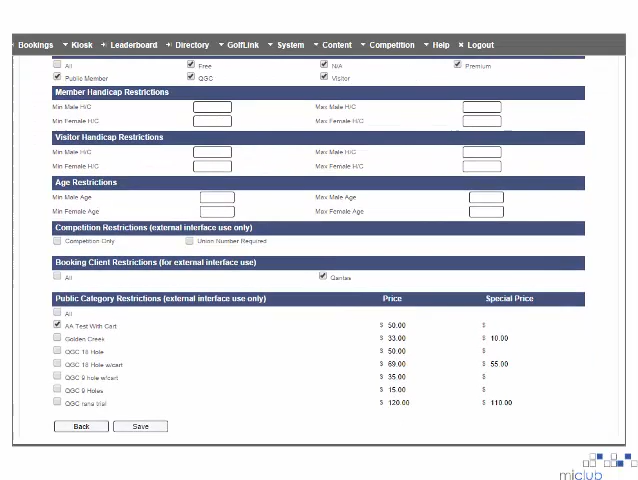 Bookings Kiosk Leaderboard Directory GolfLink System Content Competition Help Logout
All Free N/A Premium
Public Member QGC Visitor
Member Handicap Restrictions
Min Male H/C Max Male H/C
Min Female H/C Max Female H/C
Visitor Handicap Restrictions
Min Male H/C Max Male H/C
Min Female H/C Max Female H/C
Age Restrictions
Min Male Age Max Male Age
Min Female Age Max Female Age
Competition Restrictions (external interface use only)
Competition Only Union Number Required
Booking Client Restrictions (for external interface use)
All Qantas
Public Category Restrictions (external interface use only) Price Special Price
All
AA Test With Cart $ 50.00 $
Golden Creek $ 33.00 $ 10.00
QGC 18 Hole $ 50.00 $
QGC 18 Hole w/cart $ 69.00 $ 55.00
QGC 9 hole w/cart $ 35.00 $
QGC 9 Holes $ 15.00 $
QGC rana trial $ 120.00 $ 110.00
Back Save
miclub